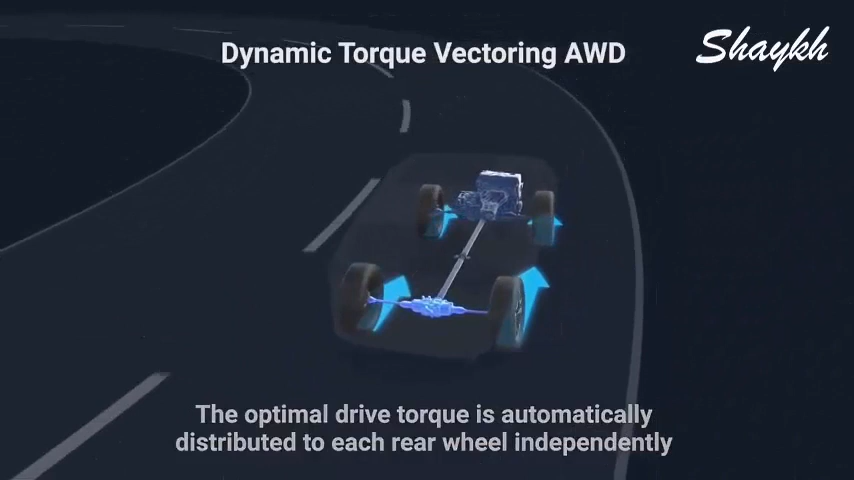 Dynamic Torque Vectoring AWD
Shaykh
The optimal drive torque is automatically
distributed to each rear wheel independently